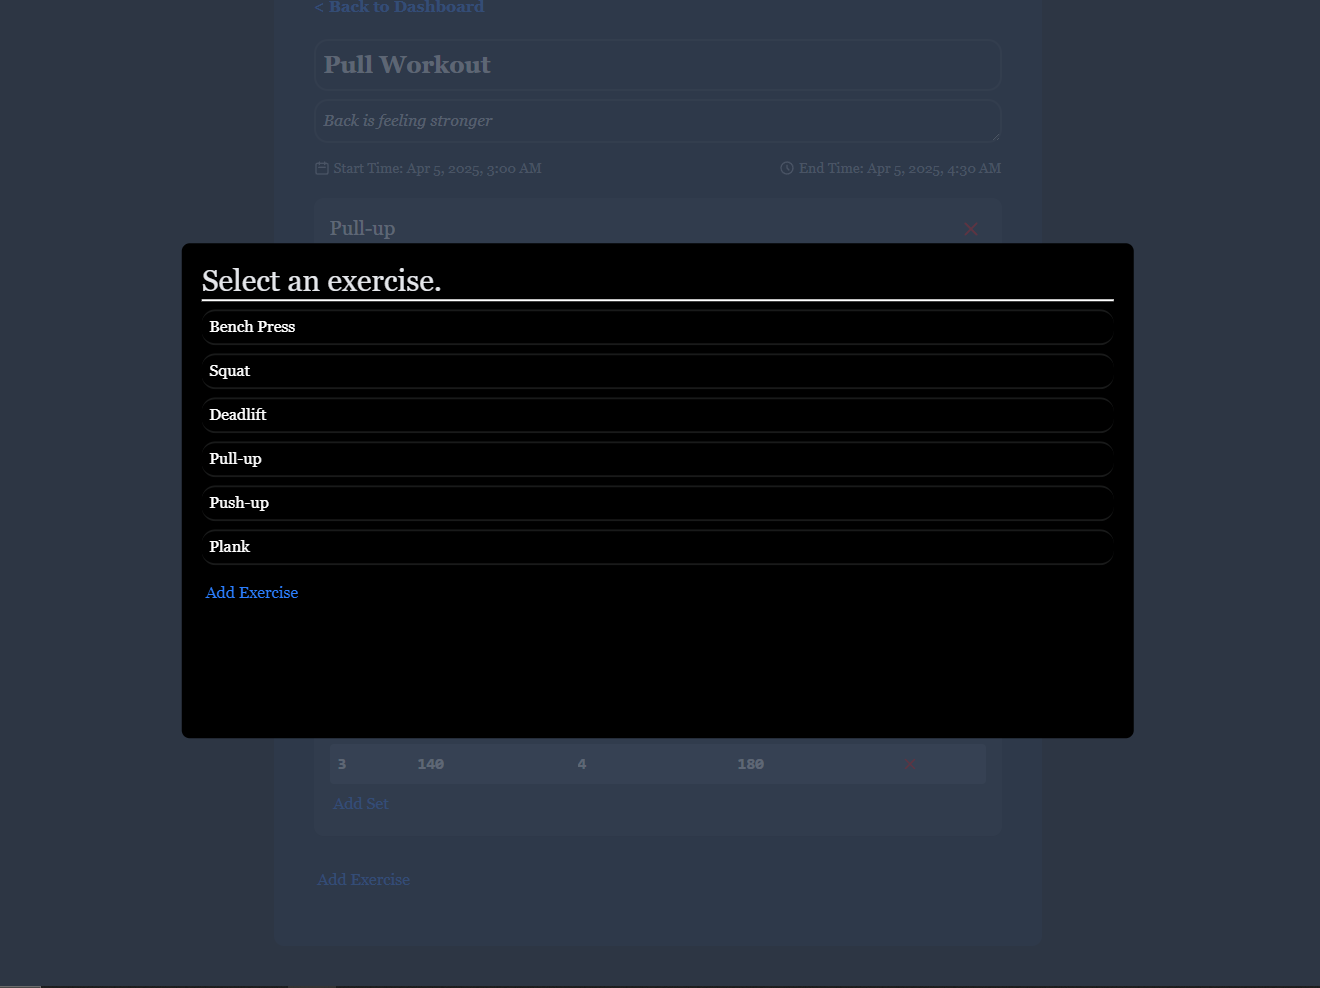 < Back to Dashboard
Pull Workout
Back is feeling stronger
Start Time: Apr 5, 2025, 3:00 AM End Time: Apr 5, 2025, 4:30 AM
Pull-up
Select an exercise.
Bench Press
Squat
Deadlift
Pull-up
Push-up
Plank
Add Exercise
3 140 4 180
Add Set
Add Exercise